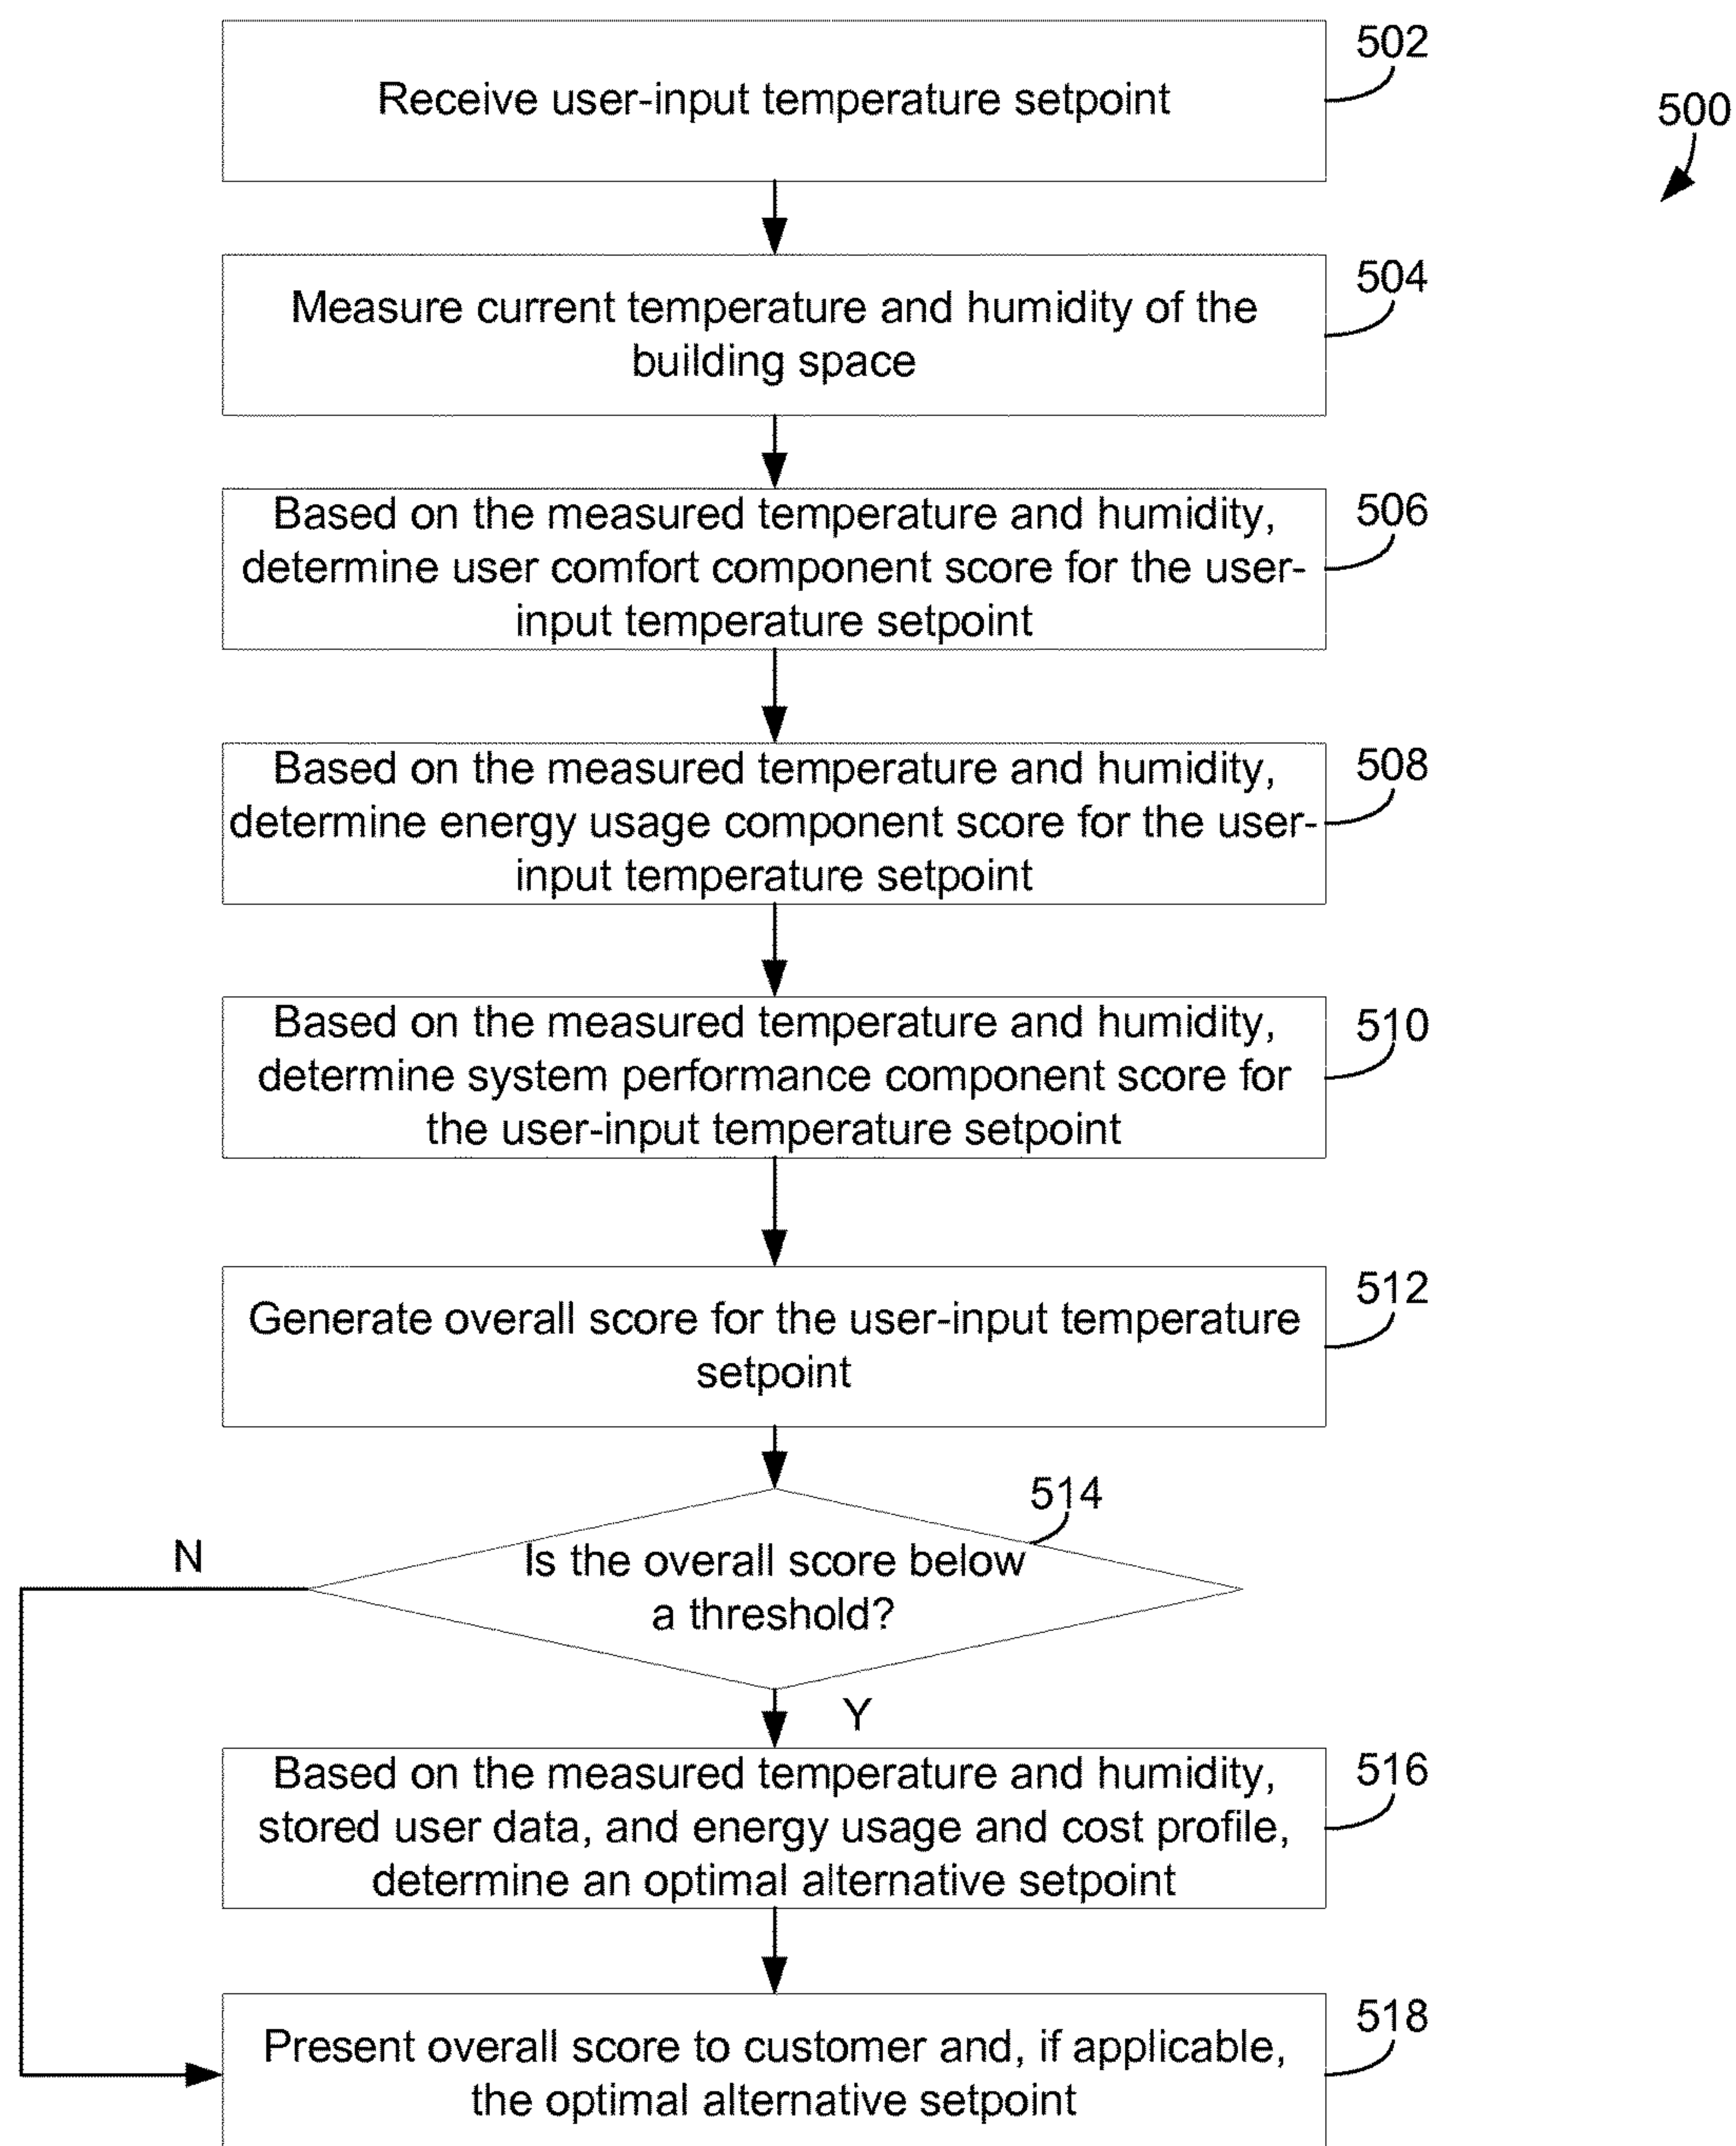 502
Receive user-input temperature setpoint
500
504
Measure current temperature and humidity of the
building space
506
Based on the measured temperature and humidity,
determine user comfort component score for the user-
input temperature setpoint
508
Based on the measured temperature and humidity,
determine energy usage component score for the user-
input temperature setpoint
510
Based on the measured temperature and humidity,
determine system performance component score for
the user-input temperature setpoint
512
Generate overall score for the user-input temperature
setpoint
514
N
Is the overall score below
a threshold?
Y
516
Based on the measured temperature and humidity,
stored user data, and energy usage and cost profile,
determine an optimal alternative setpoint
518
Present overall score to customer and, if applicable,
the optimal alternative setpoint